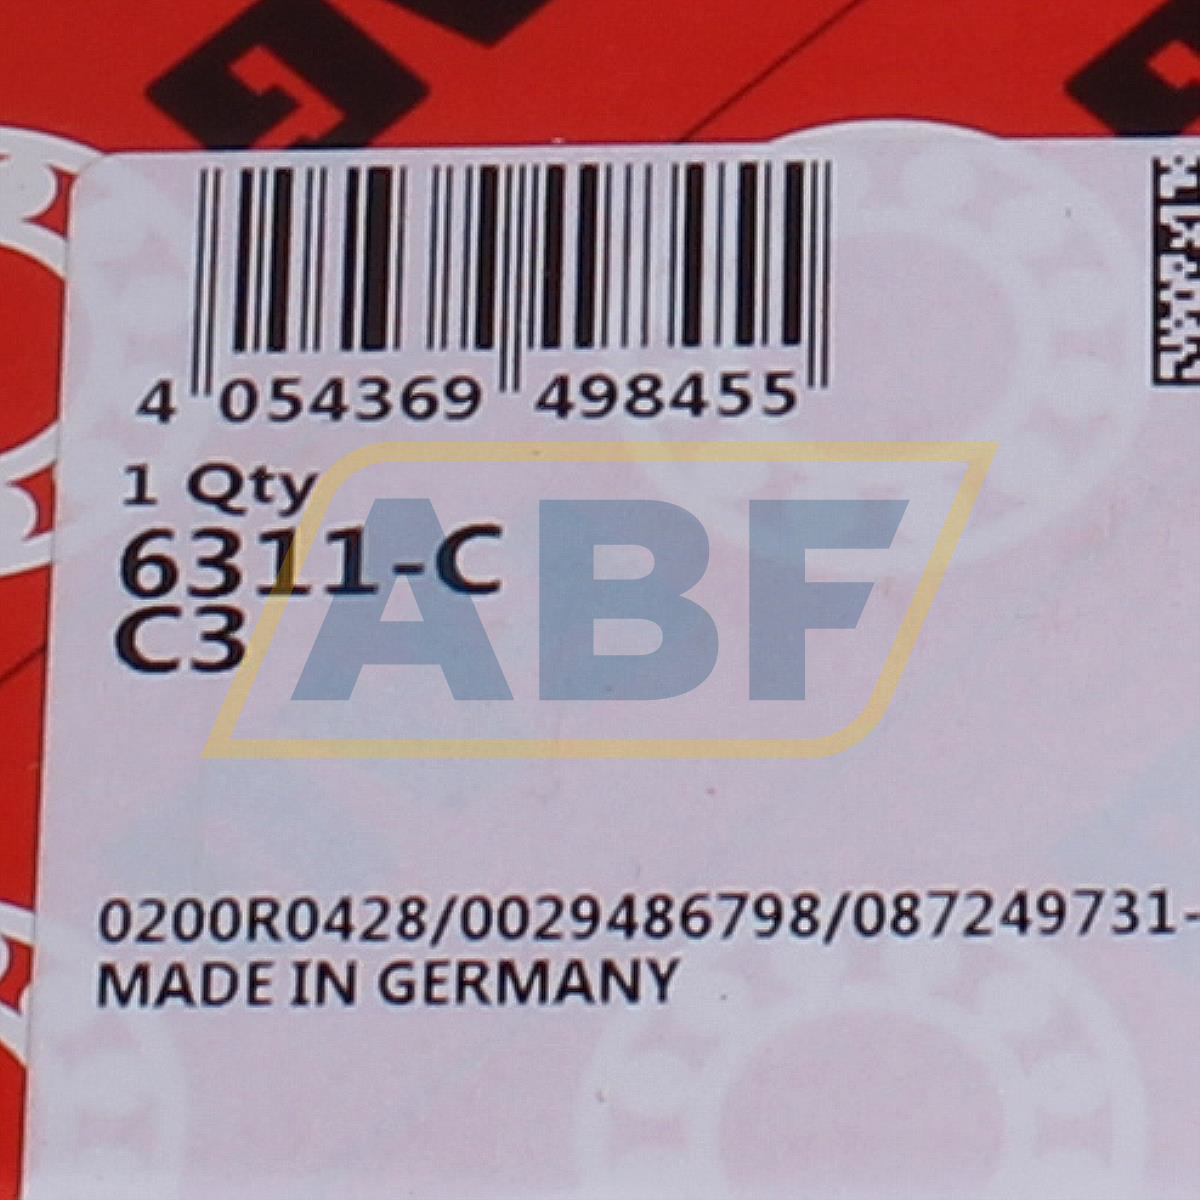 4 054369 498455
1 Qty
6311-C
C3
ABF
0200R0428/0029486798/087249731-
MADE IN GERMANY